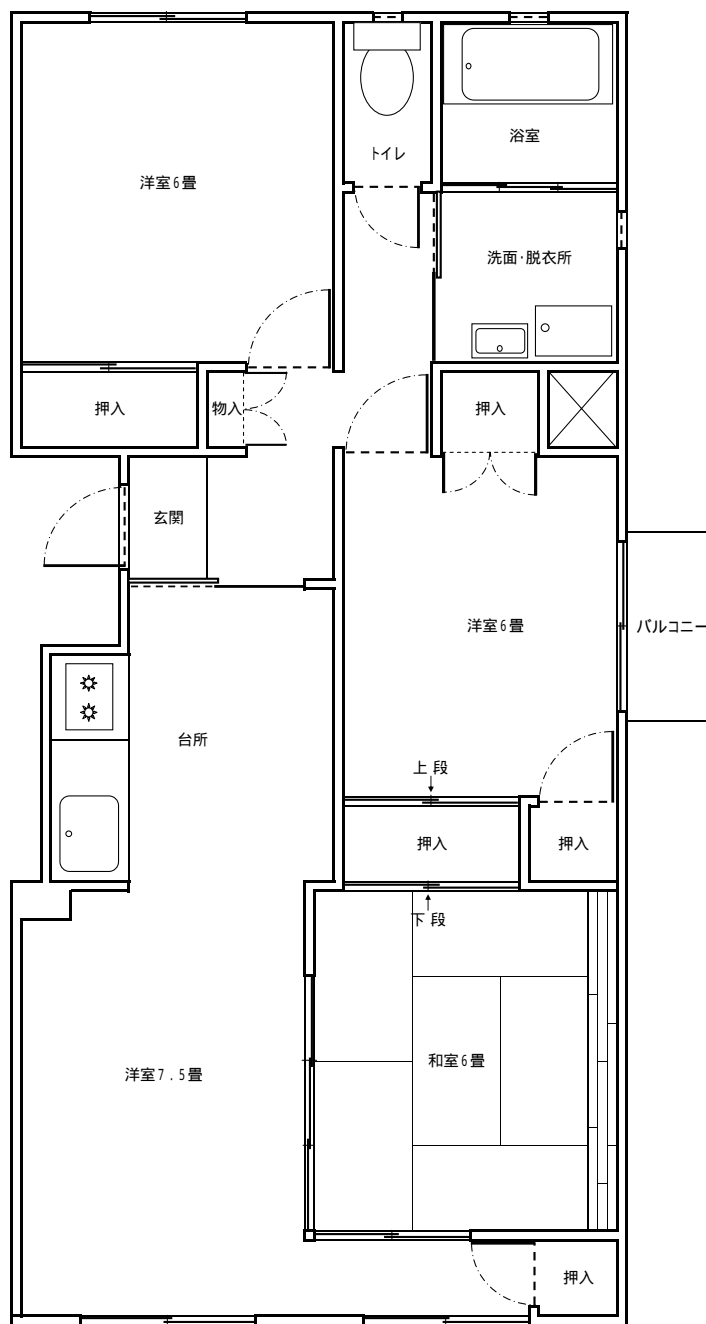 トイレ
浴室
洋室6畳
洗面・脱衣所
押入
物入
押入
玄関
洋室6畳
バルコニー
台所
上段
押入
押入
下段
洋室7.5畳
和室6畳
押入